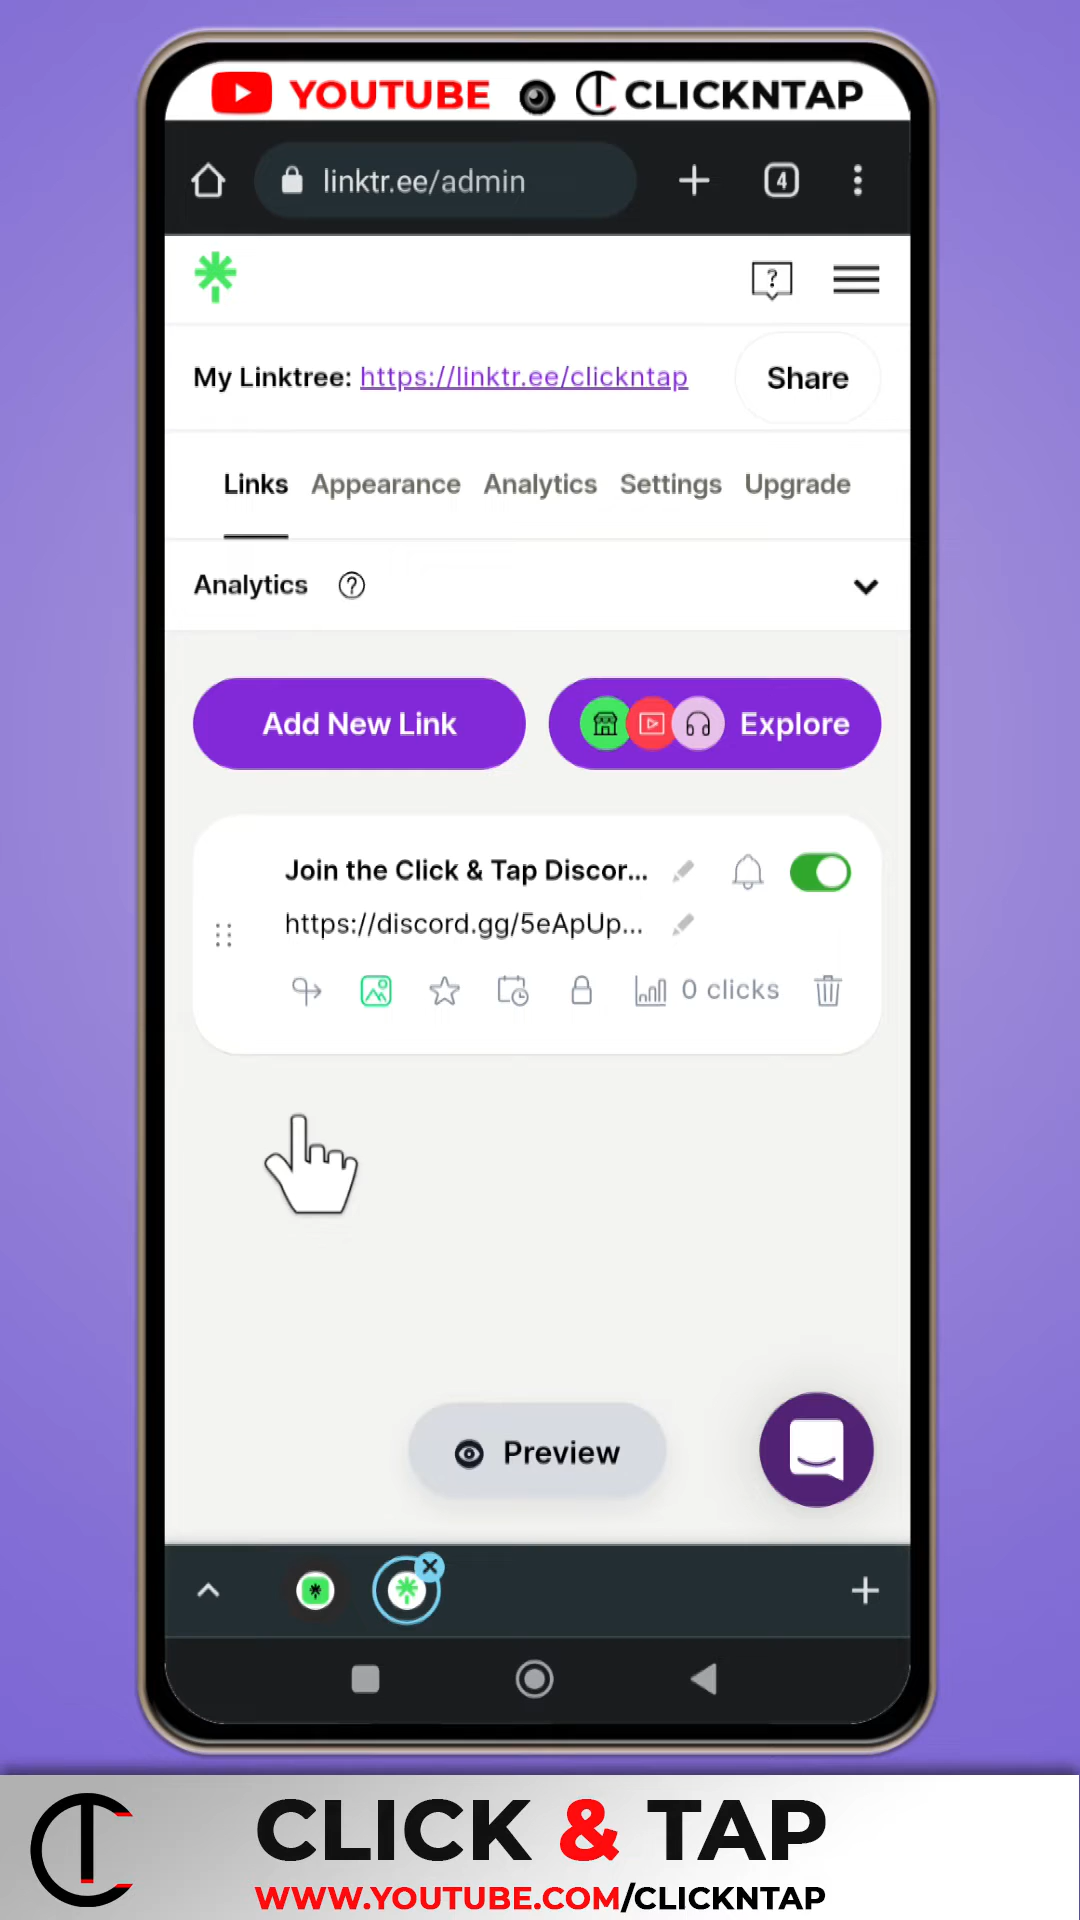 YOUTUBE CLICKNTAP
linktr.ee/admin
4
?
My Linktree: https://linktr.ee/clickntap
Share
Links Appearance Analytics Settings Upgrade
Analytics ?
Add New Link
Explore
Join the Click & Tap Discor...
https://discord.gg/5eApUp...
0 clicks
Preview
CLICK & TAP
WWW.YOUTUBE.COM/CLICKNTAP